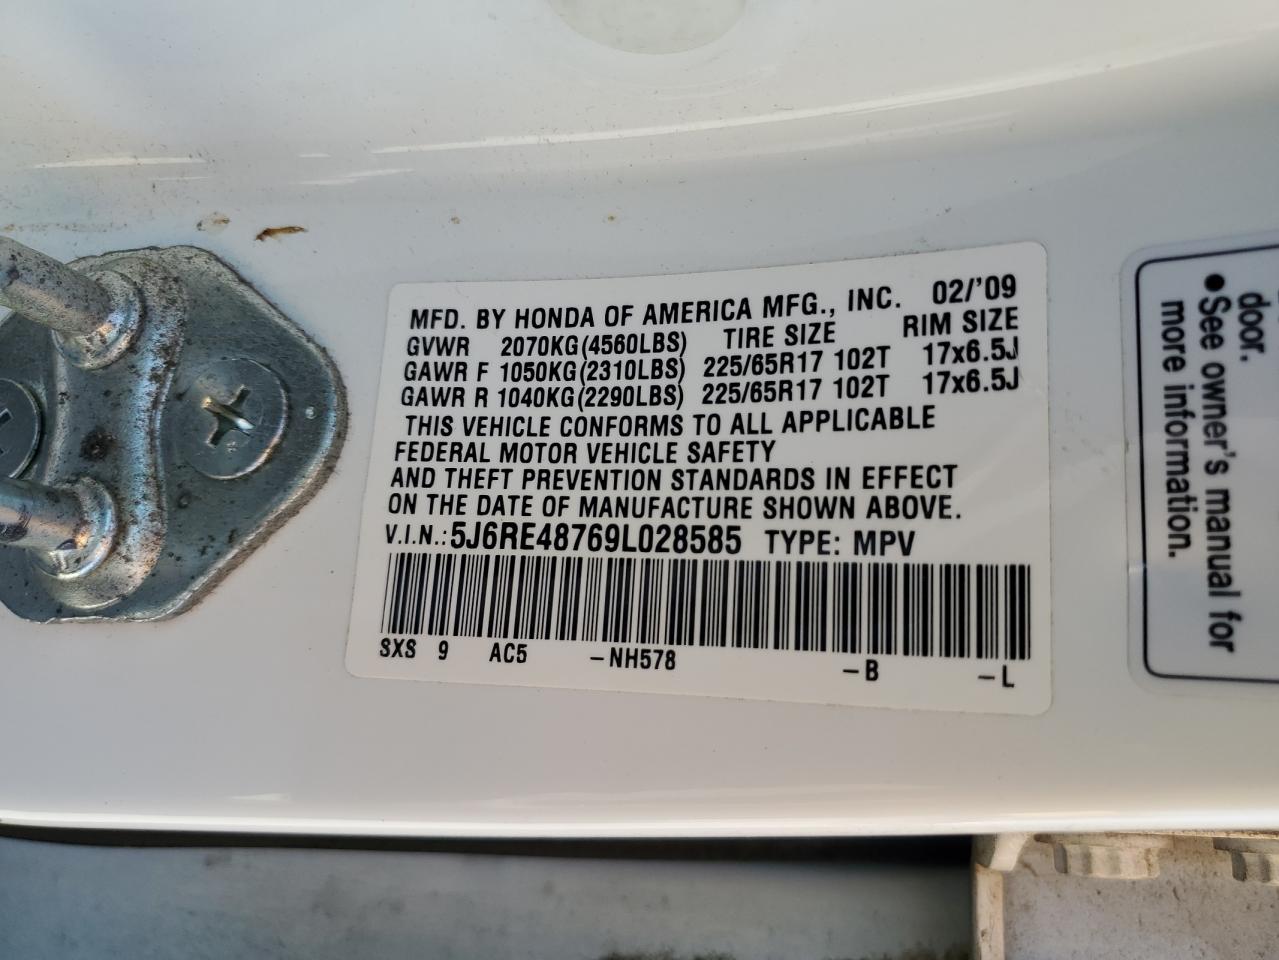 MFD. BY HONDA OF AMERICA MFG., INC. 02/'09
GVWR 2070KG(4560LBS) TIRE SIZE RIM SIZE
GAWR F 1050KG(2310LBS) 225/65R17 102T 17x6.5J
GAWR R 1040KG(2290LBS) 225/65R17 102T 17x6.5J
THIS VEHICLE CONFORMS TO ALL APPLICABLE
FEDERAL MOTOR VEHICLE SAFETY
AND THEFT PREVENTION STANDARDS IN EFFECT
ON THE DATE OF MANUFACTURE SHOWN ABOVE.
V.I.N.:5J6RE48769L028585 TYPE: MPV
SXS 9 AC5 -NH578 -B -L
door.
●See owner's manual for
more information.